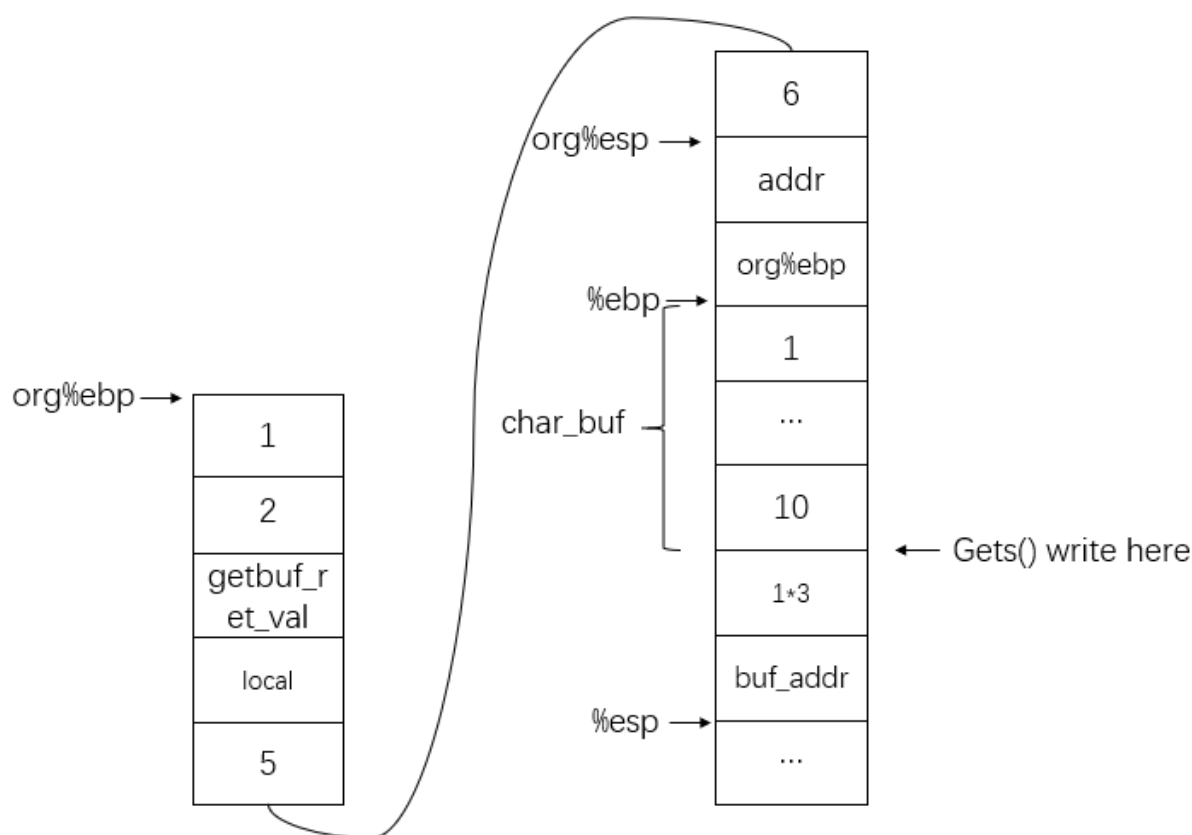 org%ebp
1
2
getbuf_r
et_val
local
5
6
org%esp
addr
org%ebp
%ebp
1
char_buf
...
10
Gets() write here
1*3
buf_addr
%esp
...